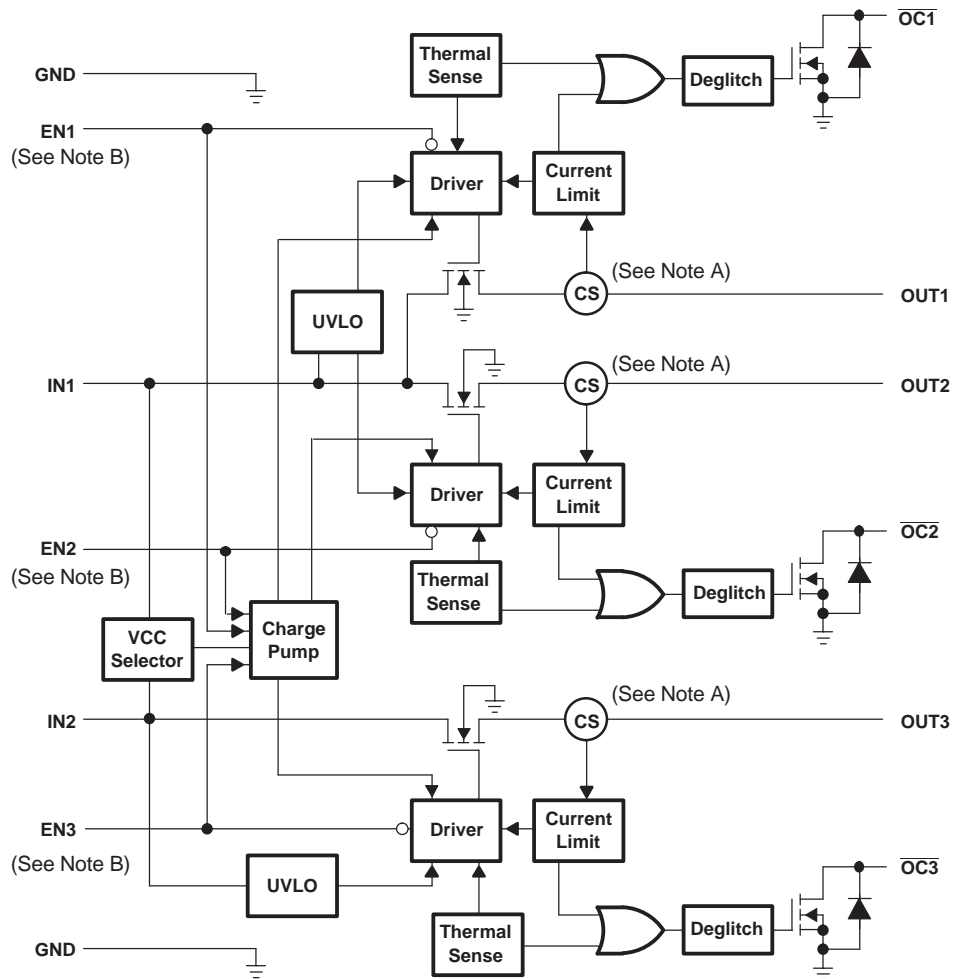 OC1
Thermal
Sense
GND
Deglitch
EN1
(See Note B)
Driver
Current
Limit
(See Note A)
CS
OUT1
UVLO
(See Note A)
IN1
CS
OUT2
Driver
Current
Limit
OC2
EN2
(See Note B)
Thermal
Sense
Deglitch
VCC
Selector
Charge
Pump
(See Note A)
IN2
CS
OUT3
EN3
(See Note B)
Driver
Current
Limit
OC3
UVLO
Thermal
Sense
Deglitch
GND